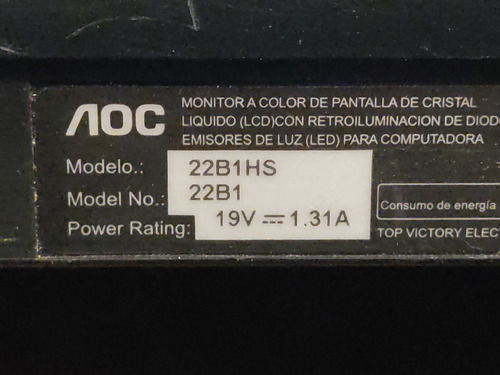 AOC
MONITOR A COLOR DE PANTALLA DE CRISTAL
LIQUIDO (LCD)CON RETROILUMINACION DE DIOD
EMISORES DE LUZ (LED) PARA COMPUTADORA
Modelo.: 22B1HS
Model No.: 22B1
Power Rating: 19V ⎓ 1.31A
Consumo de energía
TOP VICTORY ELECT